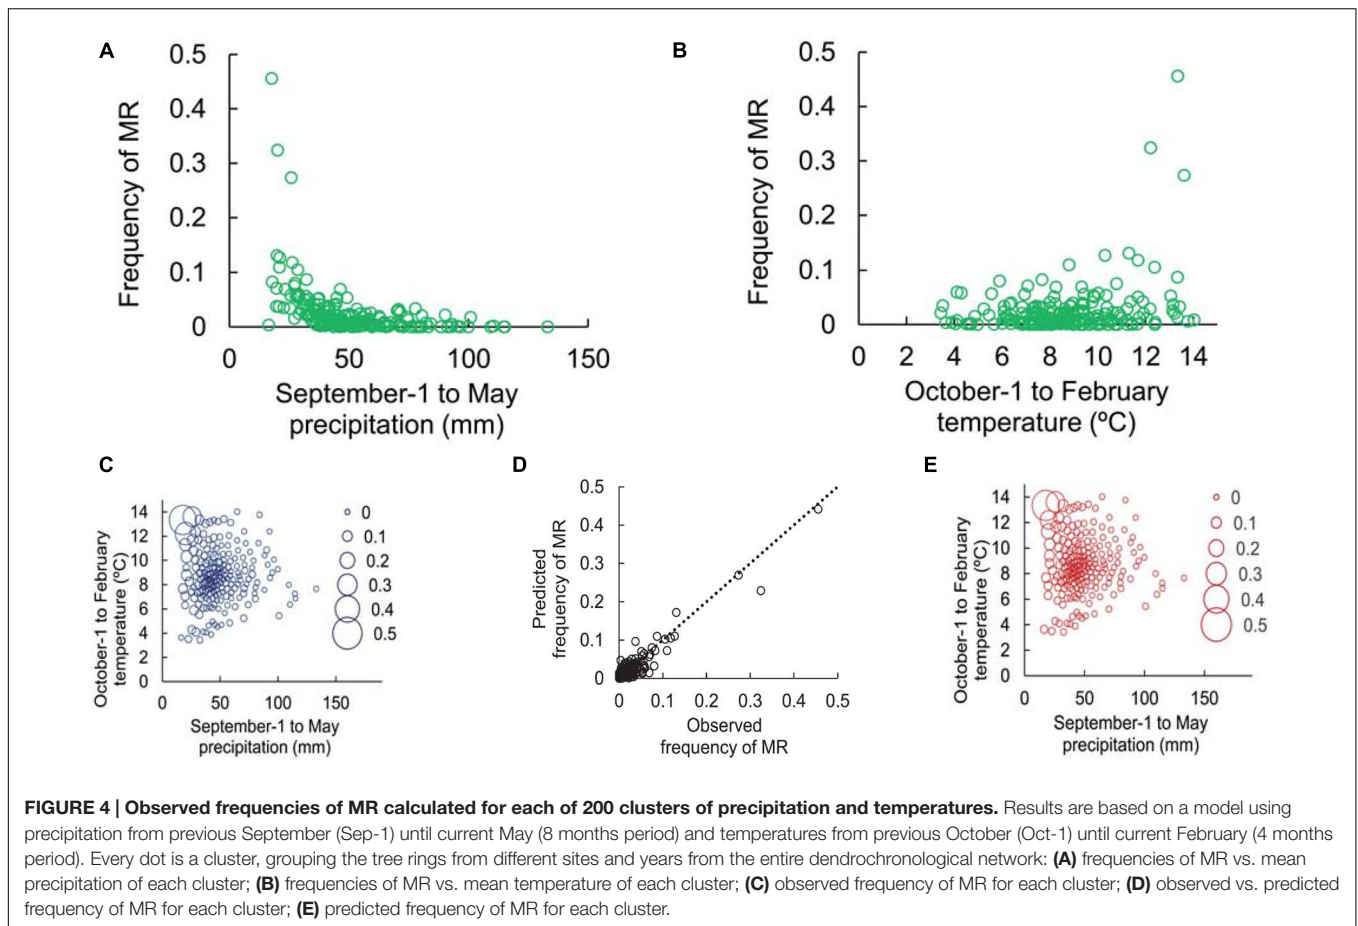 A
0.5
0.4
0.3
0.2
0.1
0
Frequency of MR
0 50 100 150
September-1 to May
precipitation (mm)
B
0.5
0.4
0.3
0.2
0.1
0
Frequency of MR
0 2 4 6 8 10 12 14
October-1 to February
temperature (ºC)
C
14
12
10
8
6
4
2
0
October-1 to February
temperature (ºC)
0
0.1
0.2
0.3
0.4
0.5
0 50 100 150
September-1 to May
precipitation (mm)
D
0.5
0.4
0.3
0.2
0.1
0
Predicted
frequency of MR
0 0.1 0.2 0.3 0.4 0.5
Observed
frequency of MR
E
14
12
10
8
6
4
2
0
October-1 to February
temperature (ºC)
0
0.1
0.2
0.3
0.4
0.5
0 50 100 150
September-1 to May
precipitation (mm)
FIGURE 4 | Observed frequencies of MR calculated for each of 200 clusters of precipitation and temperatures. Results are based on a model using
precipitation from previous September (Sep-1) until current May (8 months period) and temperatures from previous October (Oct-1) until current February (4 months
period). Every dot is a cluster, grouping the tree rings from different sites and years from the entire dendrochronological network: (A) frequencies of MR vs. mean
precipitation of each cluster; (B) frequencies of MR vs. mean temperature of each cluster; (C) observed frequency of MR for each cluster; (D) observed vs. predicted
frequency of MR for each cluster; (E) predicted frequency of MR for each cluster.